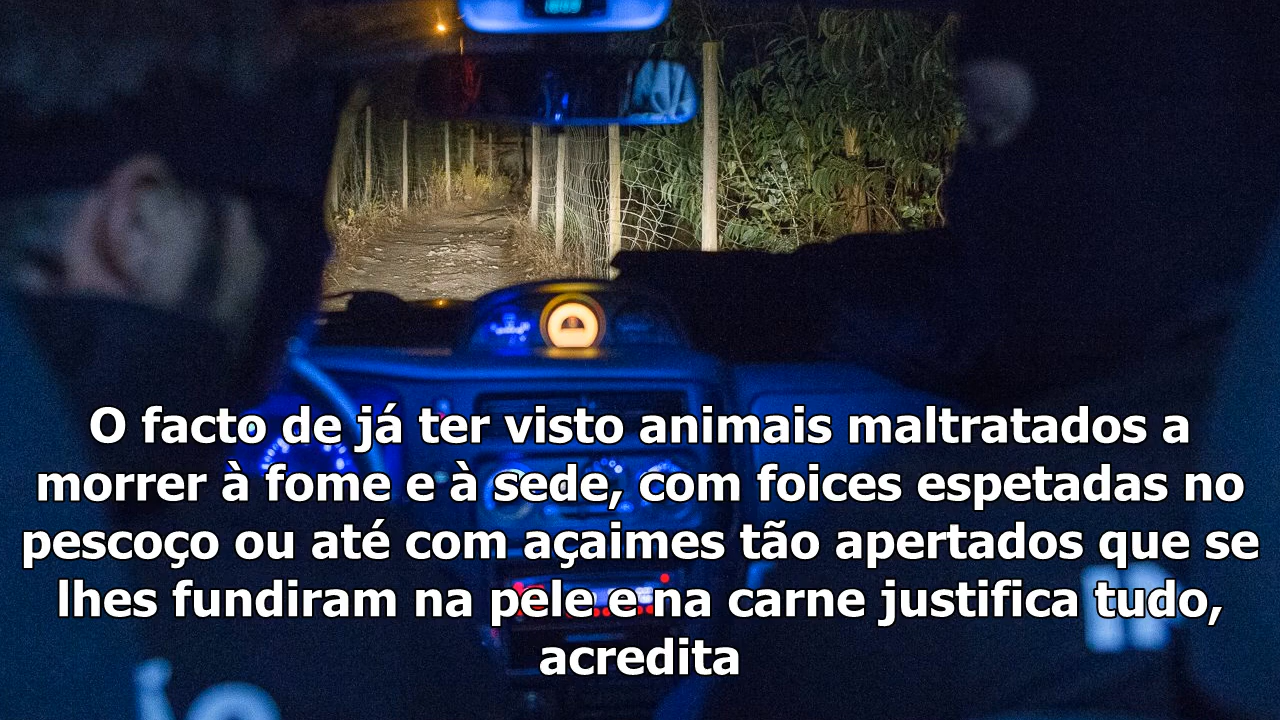 O facto de já ter visto animais maltratados a
morrer à fome e à sede, com foices espetadas no
pescoço ou até com açaimes tão apertados que se
lhes fundiram na pele e na carne justifica tudo,
acredita